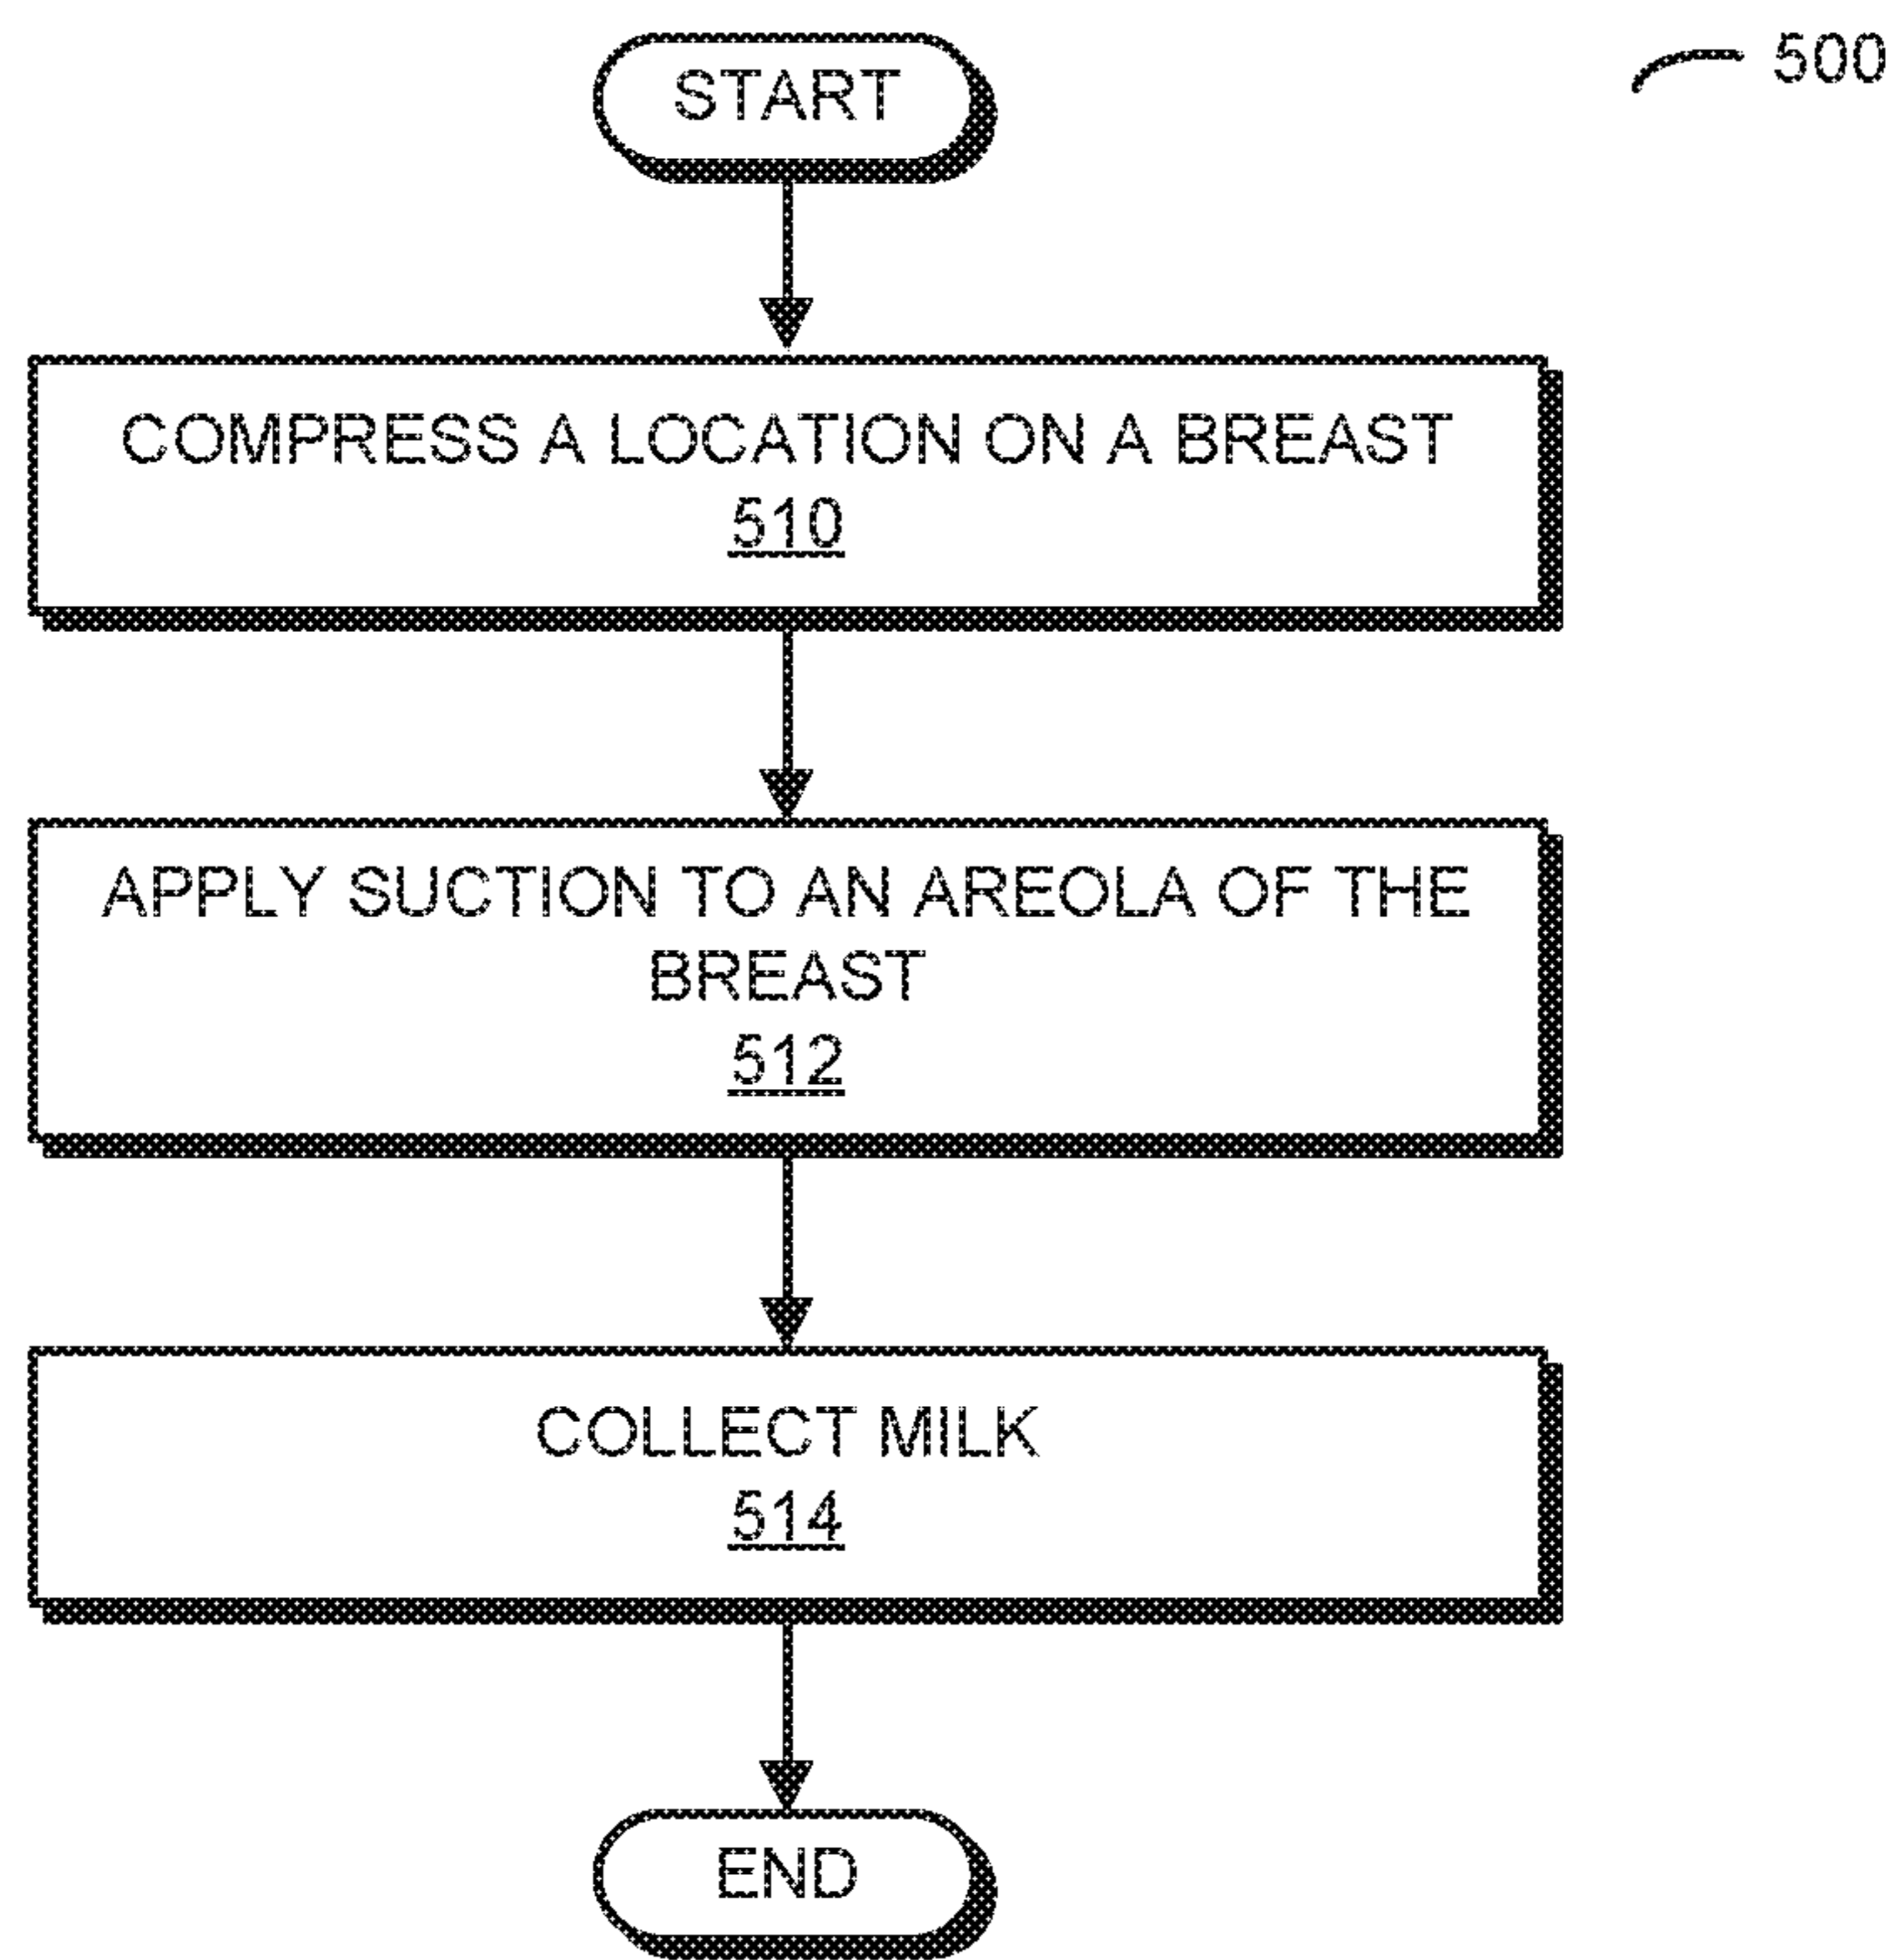 START
500
COMPRESS A LOCATION ON A BREAST
510
APPLY SUCTION TO AN AREOLA OF THE
BREAST
512
COLLECT MILK
514
END